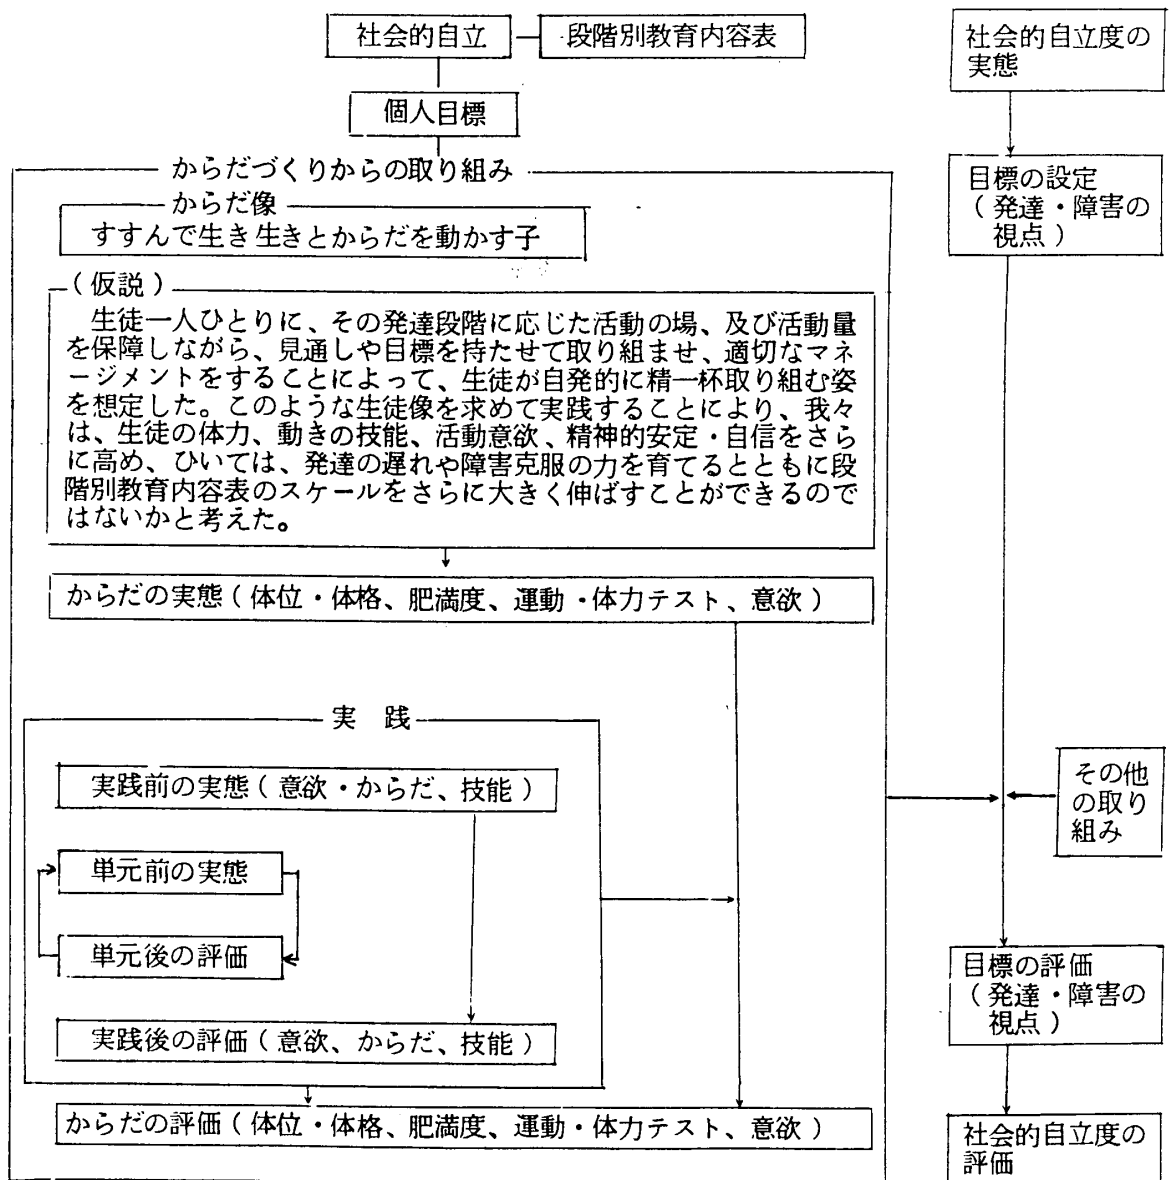 社会的自立
段階別教育内容表
個人目標
からだづくりからの取り組み
からだ像
すすんで生き生きとからだを動かす子
(仮説)
生徒一人ひとりに、その発達段階に応じた活動の場、及び活動量
を保障しながら、見通しや目標を持たせて取り組ませ、適切なマネ
ージメントをすることによって、生徒が自発的に精一杯取り組む姿
を想定した。このような生徒像を求めて実践することにより、我々
は、生徒の体力、動きの技能、活動意欲、精神的安定・自信をさら
に高め、ひいては、発達の遅れや障害克服の力を育てるとともに段
階別教育内容表のスケールをさらに大きく伸ばすことができるので
はないかと考えた。
からだの実態(体位・体格、肥満度、運動・体力テスト、意欲)
実 践
実践前の実態(意欲・からだ、技能)
単元前の実態
単元後の評価
実践後の評価(意欲、からだ、技能)
からだの評価(体位・体格、肥満度、運動・体力テスト、意欲)
社会的自立度の
実態
目標の設定
(発達・障害の
視点)
その他
の取り
組み
目標の評価
(発達・障害の
視点)
社会的自立度の
評価